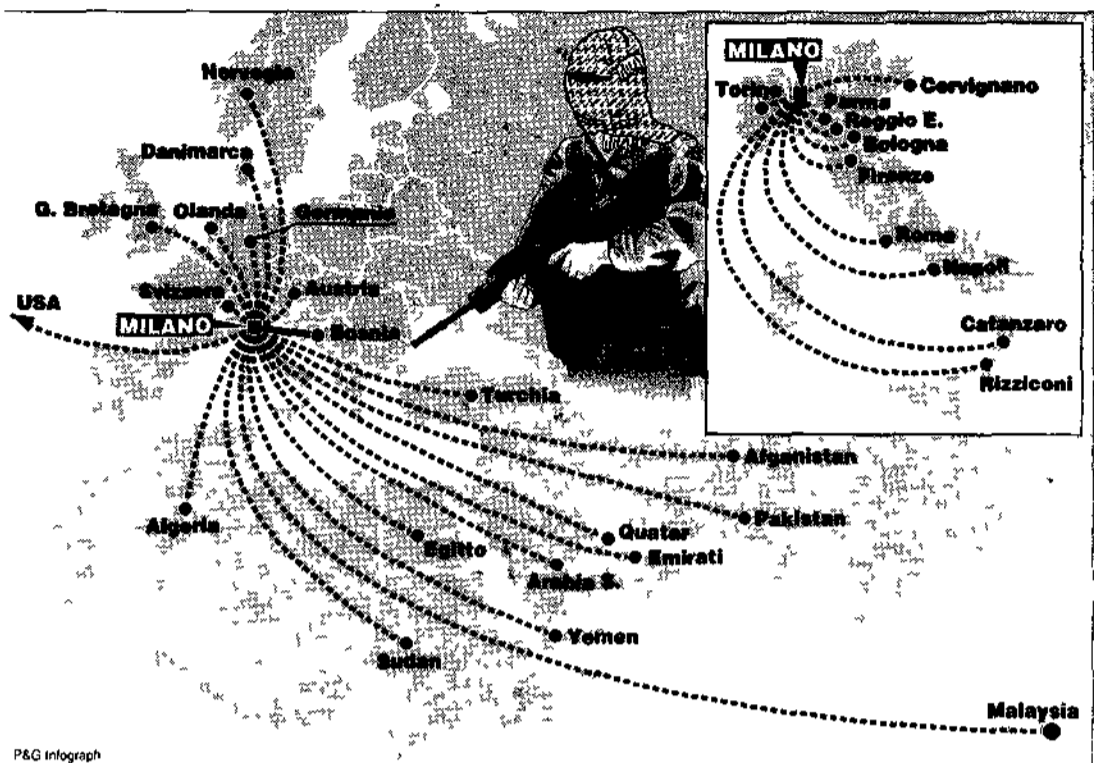 Norvegia
Danimarca
G. Bretagna
Olanda
Germania
Svizzera
Austria
USA
MILANO
Bosnia
Turchia
Afganistan
Pakistan
Algeria
Egitto
Quatar
Emirati
Arabia S.
Yemen
Sudan
Malaysia
MILANO
Torino
Cervignano
Parma
Reggio E.
Bologna
Firenze
Roma
Napoli
Catanzaro
Rizziconi
P&G Infograph